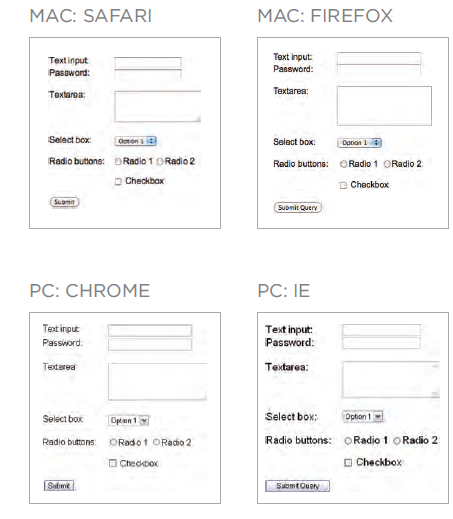 MAC: SAFARI
Text input:
Password:
Textarea:
Select box: Option 1
Radio buttons: Radio 1 Radio 2
Checkbox
Submit
MAC: FIREFOX
Text input:
Password:
Textarea:
Select box: Option 1
Radio buttons: Radio 1 Radio 2
Checkbox
Submit Query
PC: CHROME
Text input:
Password:
Textarea
Select box: Option 1
Radio buttons: Radio 1 Radio 2
Checkbox
Submit
PC: IE
Text input:
Password:
Textarea:
Select box: Option 1
Radio buttons: Radio 1 Radio 2
Checkbox
Submit Query